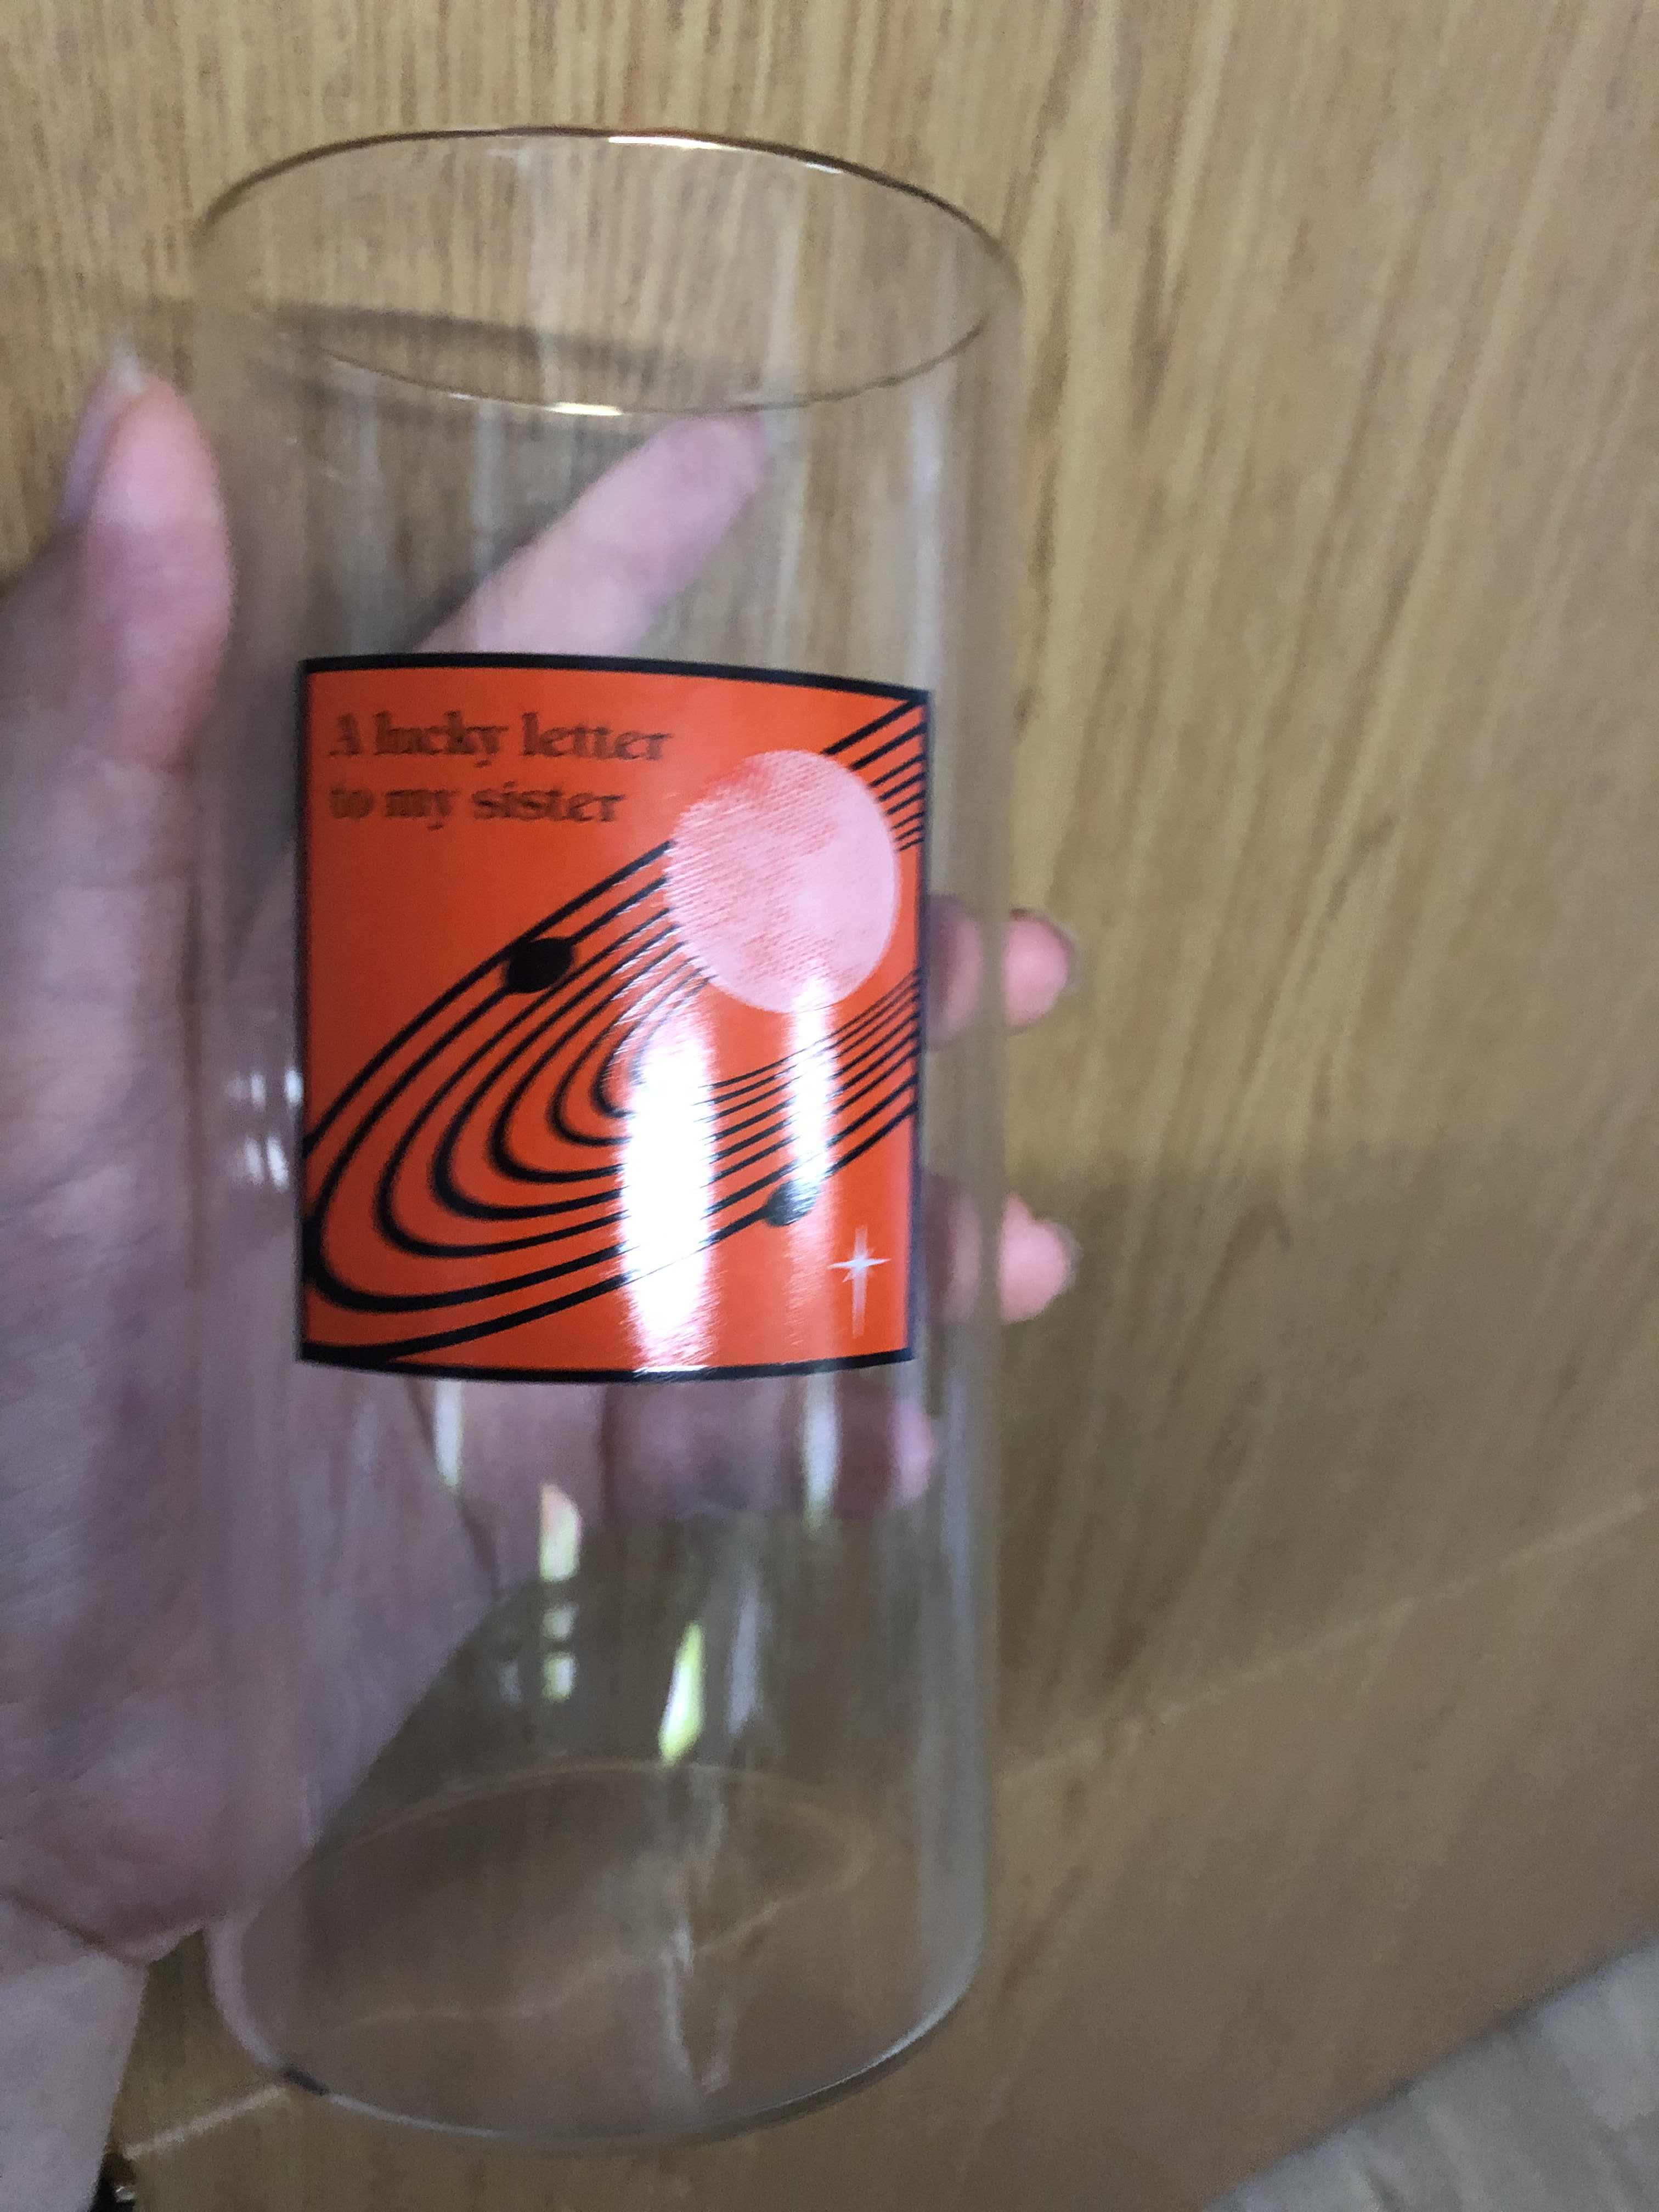 A lucky letter
to my sister